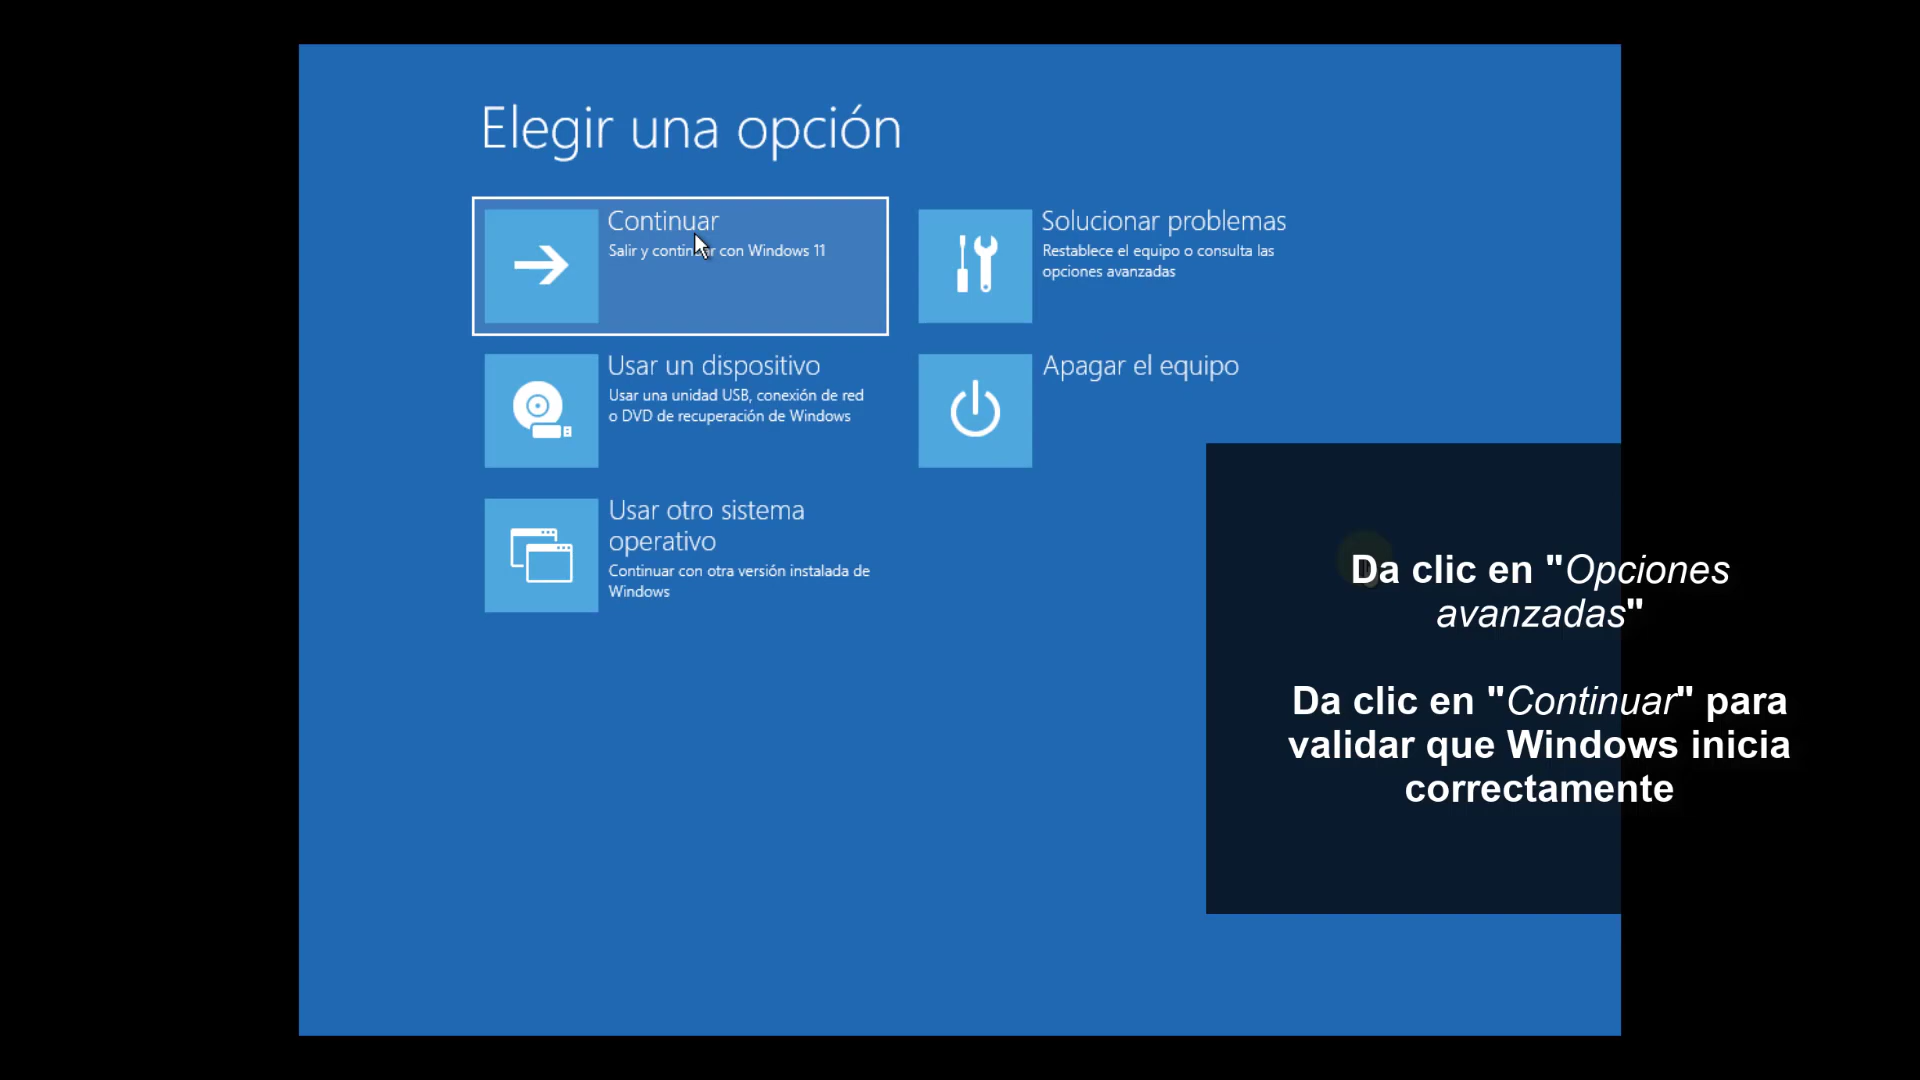 Elegir una opción
Continuar
Salir y continuar con Windows 11
Solucionar problemas
Restablece el equipo o consulta las
opciones avanzadas
Usar un dispositivo
Usar una unidad USB, conexión de red
o DVD de recuperación de Windows
Apagar el equipo
Usar otro sistema
operativo
Continuar con otra versión instalada de
Windows
Da clic en "Opciones
avanzadas"
Da clic en "Continuar" para
validar que Windows inicia
correctamente